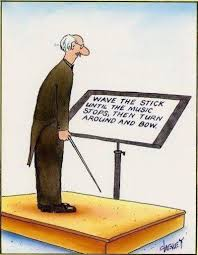 WAVE THE STICK
UNTIL THE MUSIC
STOPS, THEN TURN
AROUND AND BOW.